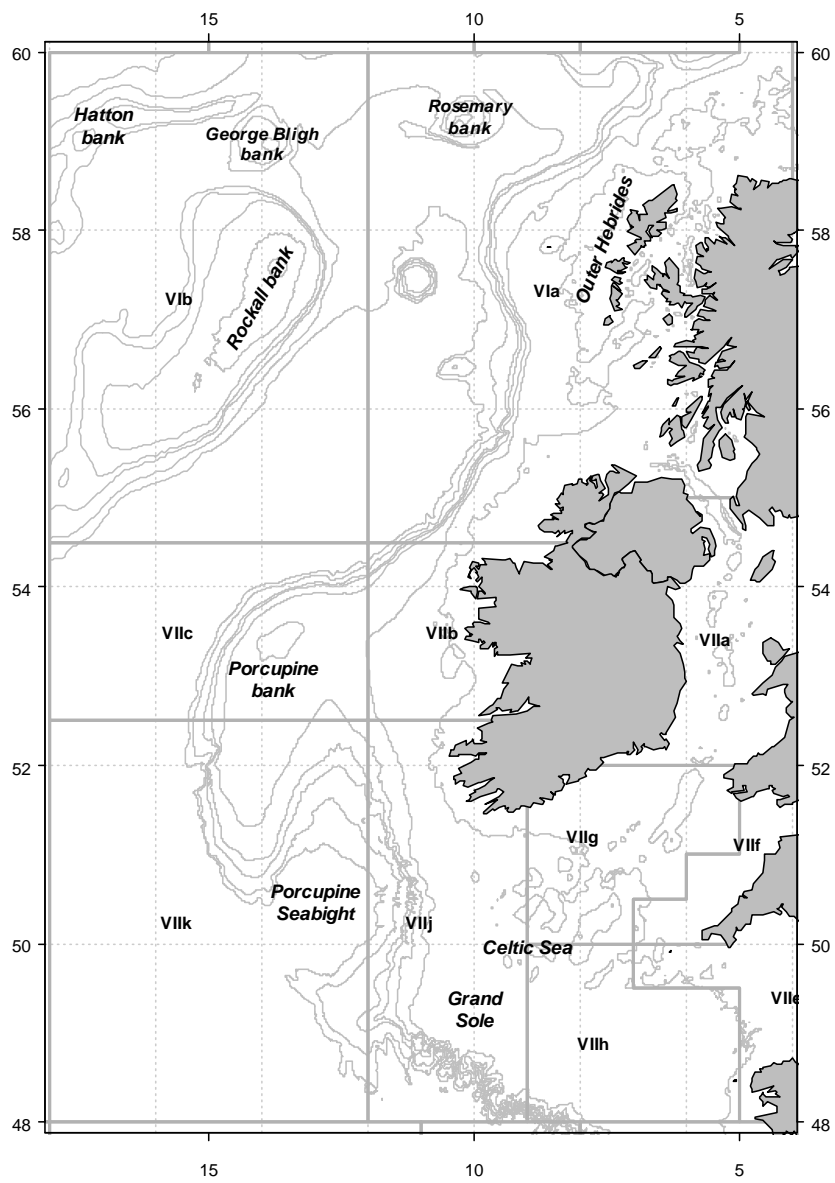 15 10 5
60 60
Hatton
bank
George Bligh
bank
Rosemary
bank
Outer Hebrides
58 58
Rockall bank
VIb
VIa
56 56
54 54
VIIc
VIIb
VIIa
Porcupine
bank
52 52
VIIg
VIIf
Porcupine
Seabight
VIIk
VIIj
50 50
Celtic Sea
Grand
Sole
VIIe
VIIh
48 48
15 10 5